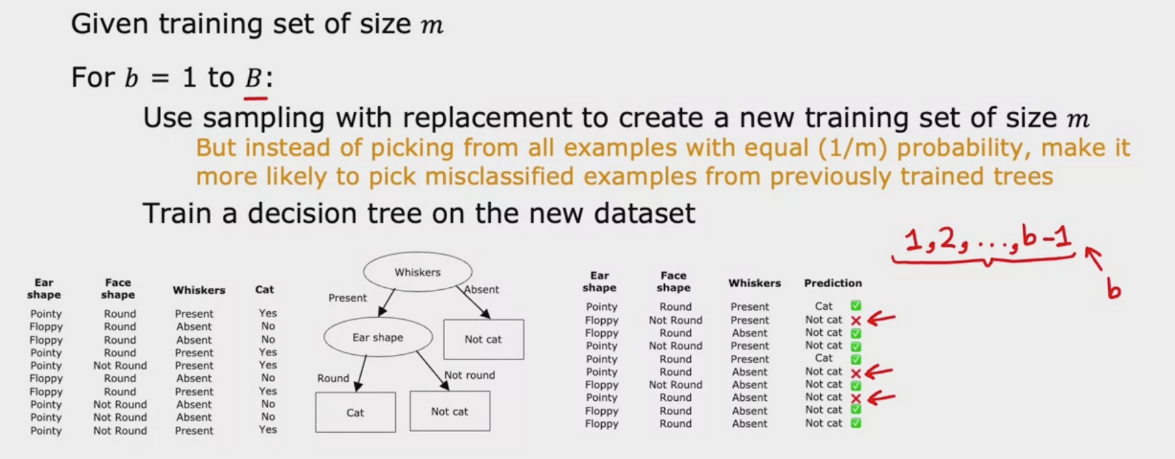 Given training set of size m
For b = 1 to B:
Use sampling with replacement to create a new training set of size m
But instead of picking from all examples with equal (1/m) probability, make it
more likely to pick misclassified examples from previously trained trees
Train a decision tree on the new dataset
1,2,...,b-1
b
Ear shape Face shape Whiskers Cat
Pointy Round Present Yes
Floppy Round Absent No
Floppy Round Absent No
Pointy Round Present Yes
Pointy Not Round Present Yes
Floppy Round Absent No
Floppy Round Present Yes
Pointy Not Round Absent No
Pointy Not Round Absent No
Pointy Not Round Present Yes
Whiskers
Present
Absent
Ear shape
Not cat
Round
Not round
Cat
Not cat
Ear shape Face shape Whiskers Prediction
Pointy Round Present Cat ✅
Floppy Not Round Present Not cat ❌
Floppy Round Absent Not cat ✅
Pointy Not Round Present Not cat ✅
Pointy Round Present Cat ✅
Pointy Round Absent Not cat ❌
Floppy Not Round Absent Not cat ✅
Pointy Round Absent Not cat ❌
Floppy Round Absent Not cat ✅
Floppy Round Absent Not cat ✅